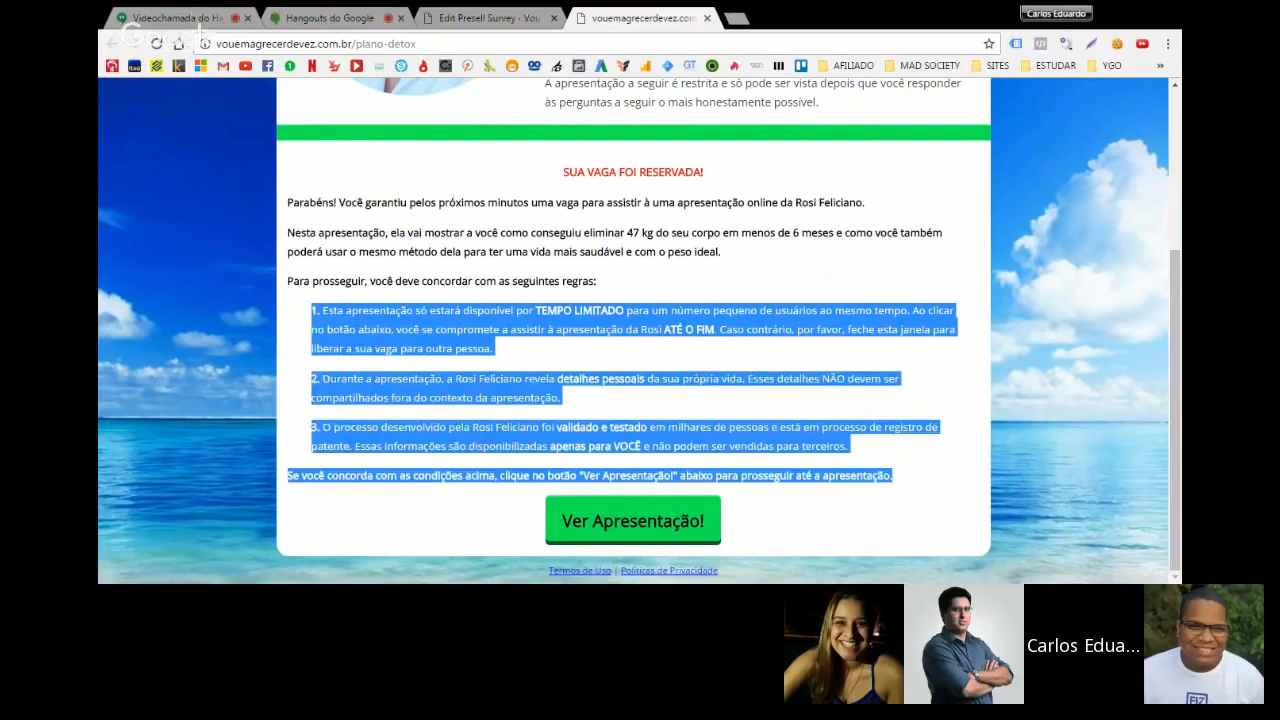 Videochamada do Ha
Hangouts do Google
Edit Presell Survey ‹ Vou
vouemagrecerdevez.com
Carlos Eduardo
vouemagrecerdevez.com.br/plano-detox
GT
AFILIADO
MAD SOCIETY
SITES
ESTUDAR
YGO
A apresentação a seguir é restrita e só pode ser vista depois que você responder
às perguntas a seguir o mais honestamente possível.
SUA VAGA FOI RESERVADA!
Parabéns! Você garantiu pelos próximos minutos uma vaga para assistir à uma apresentação online da Rosi Feliciano.
Nesta apresentação, ela vai mostrar a você como conseguiu eliminar 47 kg do seu corpo em menos de 6 meses e como você também
poderá usar o mesmo método dela para ter uma vida mais saudável e com o peso ideal.
Para prosseguir, você deve concordar com as seguintes regras:
1. Esta apresentação só estará disponível por TEMPO LIMITADO para um número pequeno de usuários ao mesmo tempo. Ao clicar
no botão abaixo, você se compromete a assistir à apresentação da Rosi ATÉ O FIM. Caso contrário, por favor, feche esta janela para
liberar a sua vaga para outra pessoa.
2. Durante a apresentação, a Rosi Feliciano revela detalhes pessoais da sua própria vida. Esses detalhes NÃO devem ser
compartilhados fora do contexto da apresentação.
3. O processo desenvolvido pela Rosi Feliciano foi validado e testado em milhares de pessoas e está em processo de registro de
patente. Essas informações são disponibilizadas apenas para VOCÊ e não podem ser vendidas para terceiros.
Se você concorda com as condições acima, clique no botão "Ver Apresentação!" abaixo para prosseguir até a apresentação.
Ver Apresentação!
Termos de Uso | Políticas de Privacidade
Carlos Edua...
FIZ